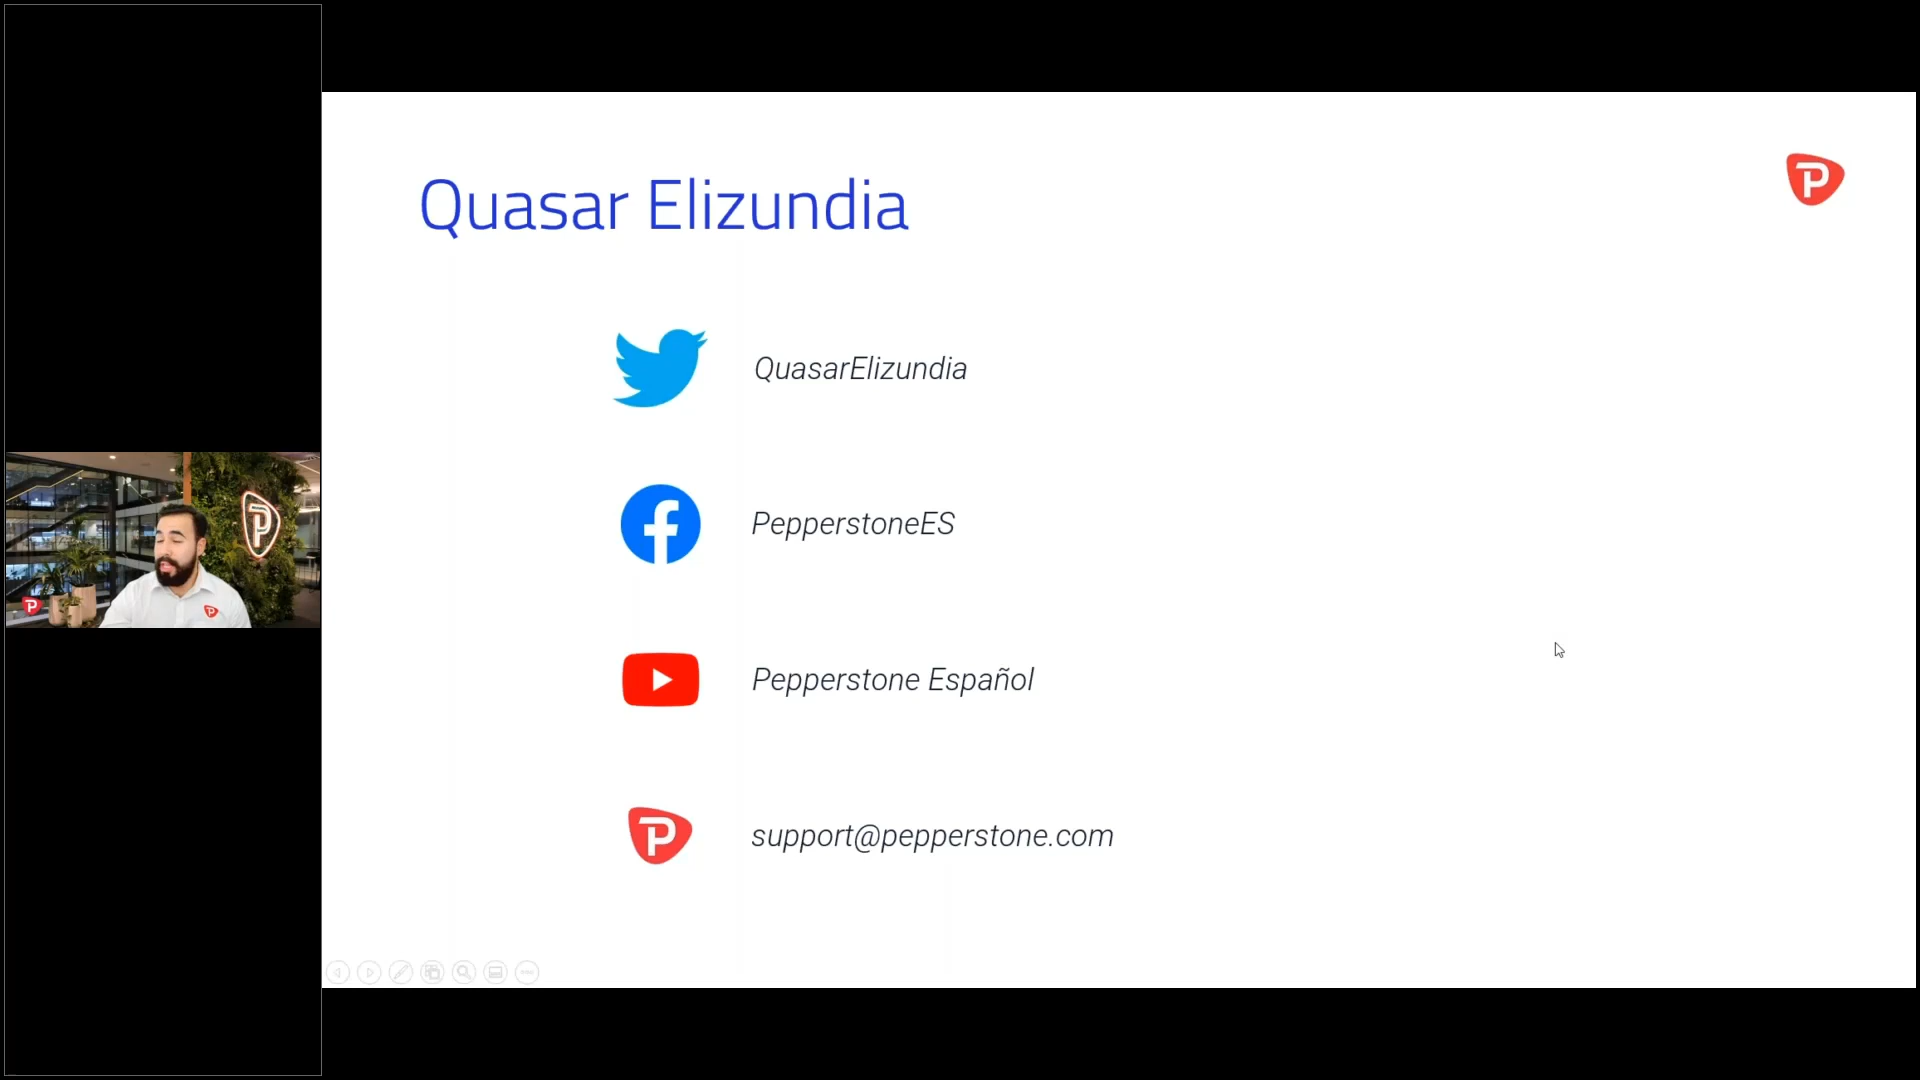 Quasar Elizundia
QuasarElizundia
PepperstoneES
Pepperstone Español
support@pepperstone.com